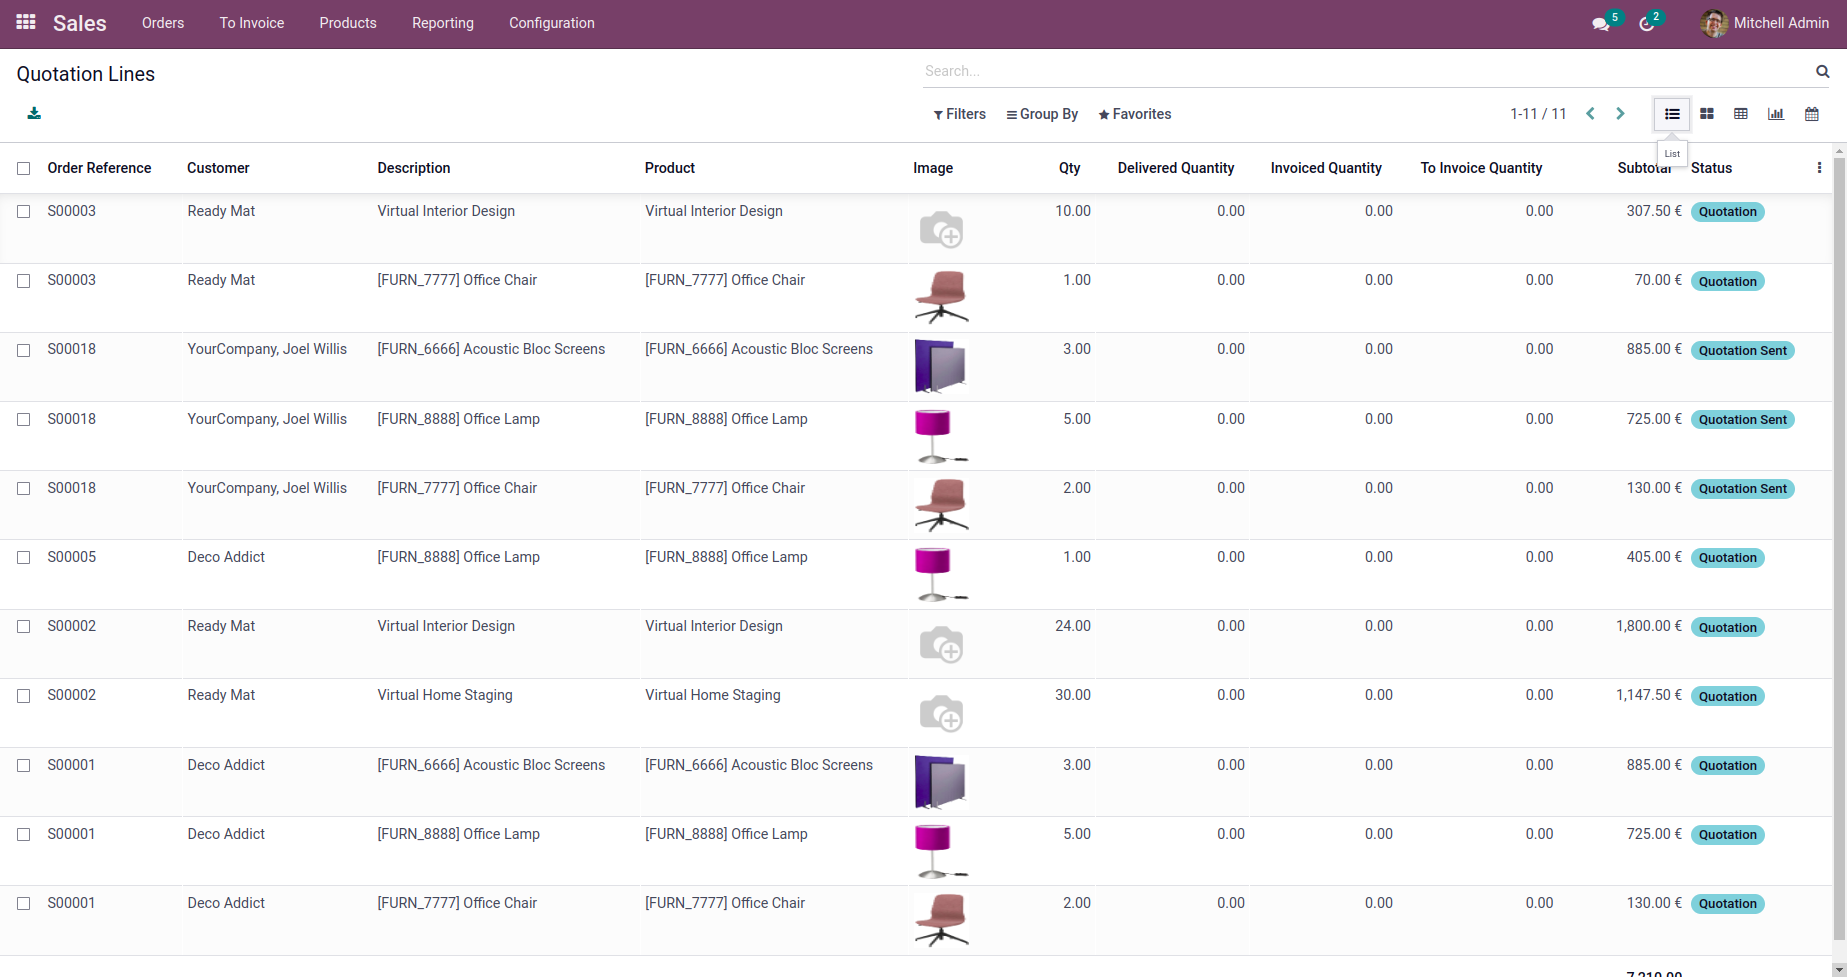 Sales Orders To Invoice Products Reporting Configuration 5 2 Mitchell Admin
Quotation Lines Search...
Filters Group By Favorites 1-11 / 11
List
Order Reference Customer Description Product Image Qty Delivered Quantity Invoiced Quantity To Invoice Quantity Subtotal Status
S00003 Ready Mat Virtual Interior Design Virtual Interior Design 10.00 0.00 0.00 0.00 307.50 € Quotation
S00003 Ready Mat [FURN_7777] Office Chair [FURN_7777] Office Chair 1.00 0.00 0.00 0.00 70.00 € Quotation
S00018 YourCompany, Joel Willis [FURN_6666] Acoustic Bloc Screens [FURN_6666] Acoustic Bloc Screens 3.00 0.00 0.00 0.00 885.00 € Quotation Sent
S00018 YourCompany, Joel Willis [FURN_8888] Office Lamp [FURN_8888] Office Lamp 5.00 0.00 0.00 0.00 725.00 € Quotation Sent
S00018 YourCompany, Joel Willis [FURN_7777] Office Chair [FURN_7777] Office Chair 2.00 0.00 0.00 0.00 130.00 € Quotation Sent
S00005 Deco Addict [FURN_8888] Office Lamp [FURN_8888] Office Lamp 1.00 0.00 0.00 0.00 405.00 € Quotation
S00002 Ready Mat Virtual Interior Design Virtual Interior Design 24.00 0.00 0.00 0.00 1,800.00 € Quotation
S00002 Ready Mat Virtual Home Staging Virtual Home Staging 30.00 0.00 0.00 0.00 1,147.50 € Quotation
S00001 Deco Addict [FURN_6666] Acoustic Bloc Screens [FURN_6666] Acoustic Bloc Screens 3.00 0.00 0.00 0.00 885.00 € Quotation
S00001 Deco Addict [FURN_8888] Office Lamp [FURN_8888] Office Lamp 5.00 0.00 0.00 0.00 725.00 € Quotation
S00001 Deco Addict [FURN_7777] Office Chair [FURN_7777] Office Chair 2.00 0.00 0.00 0.00 130.00 € Quotation